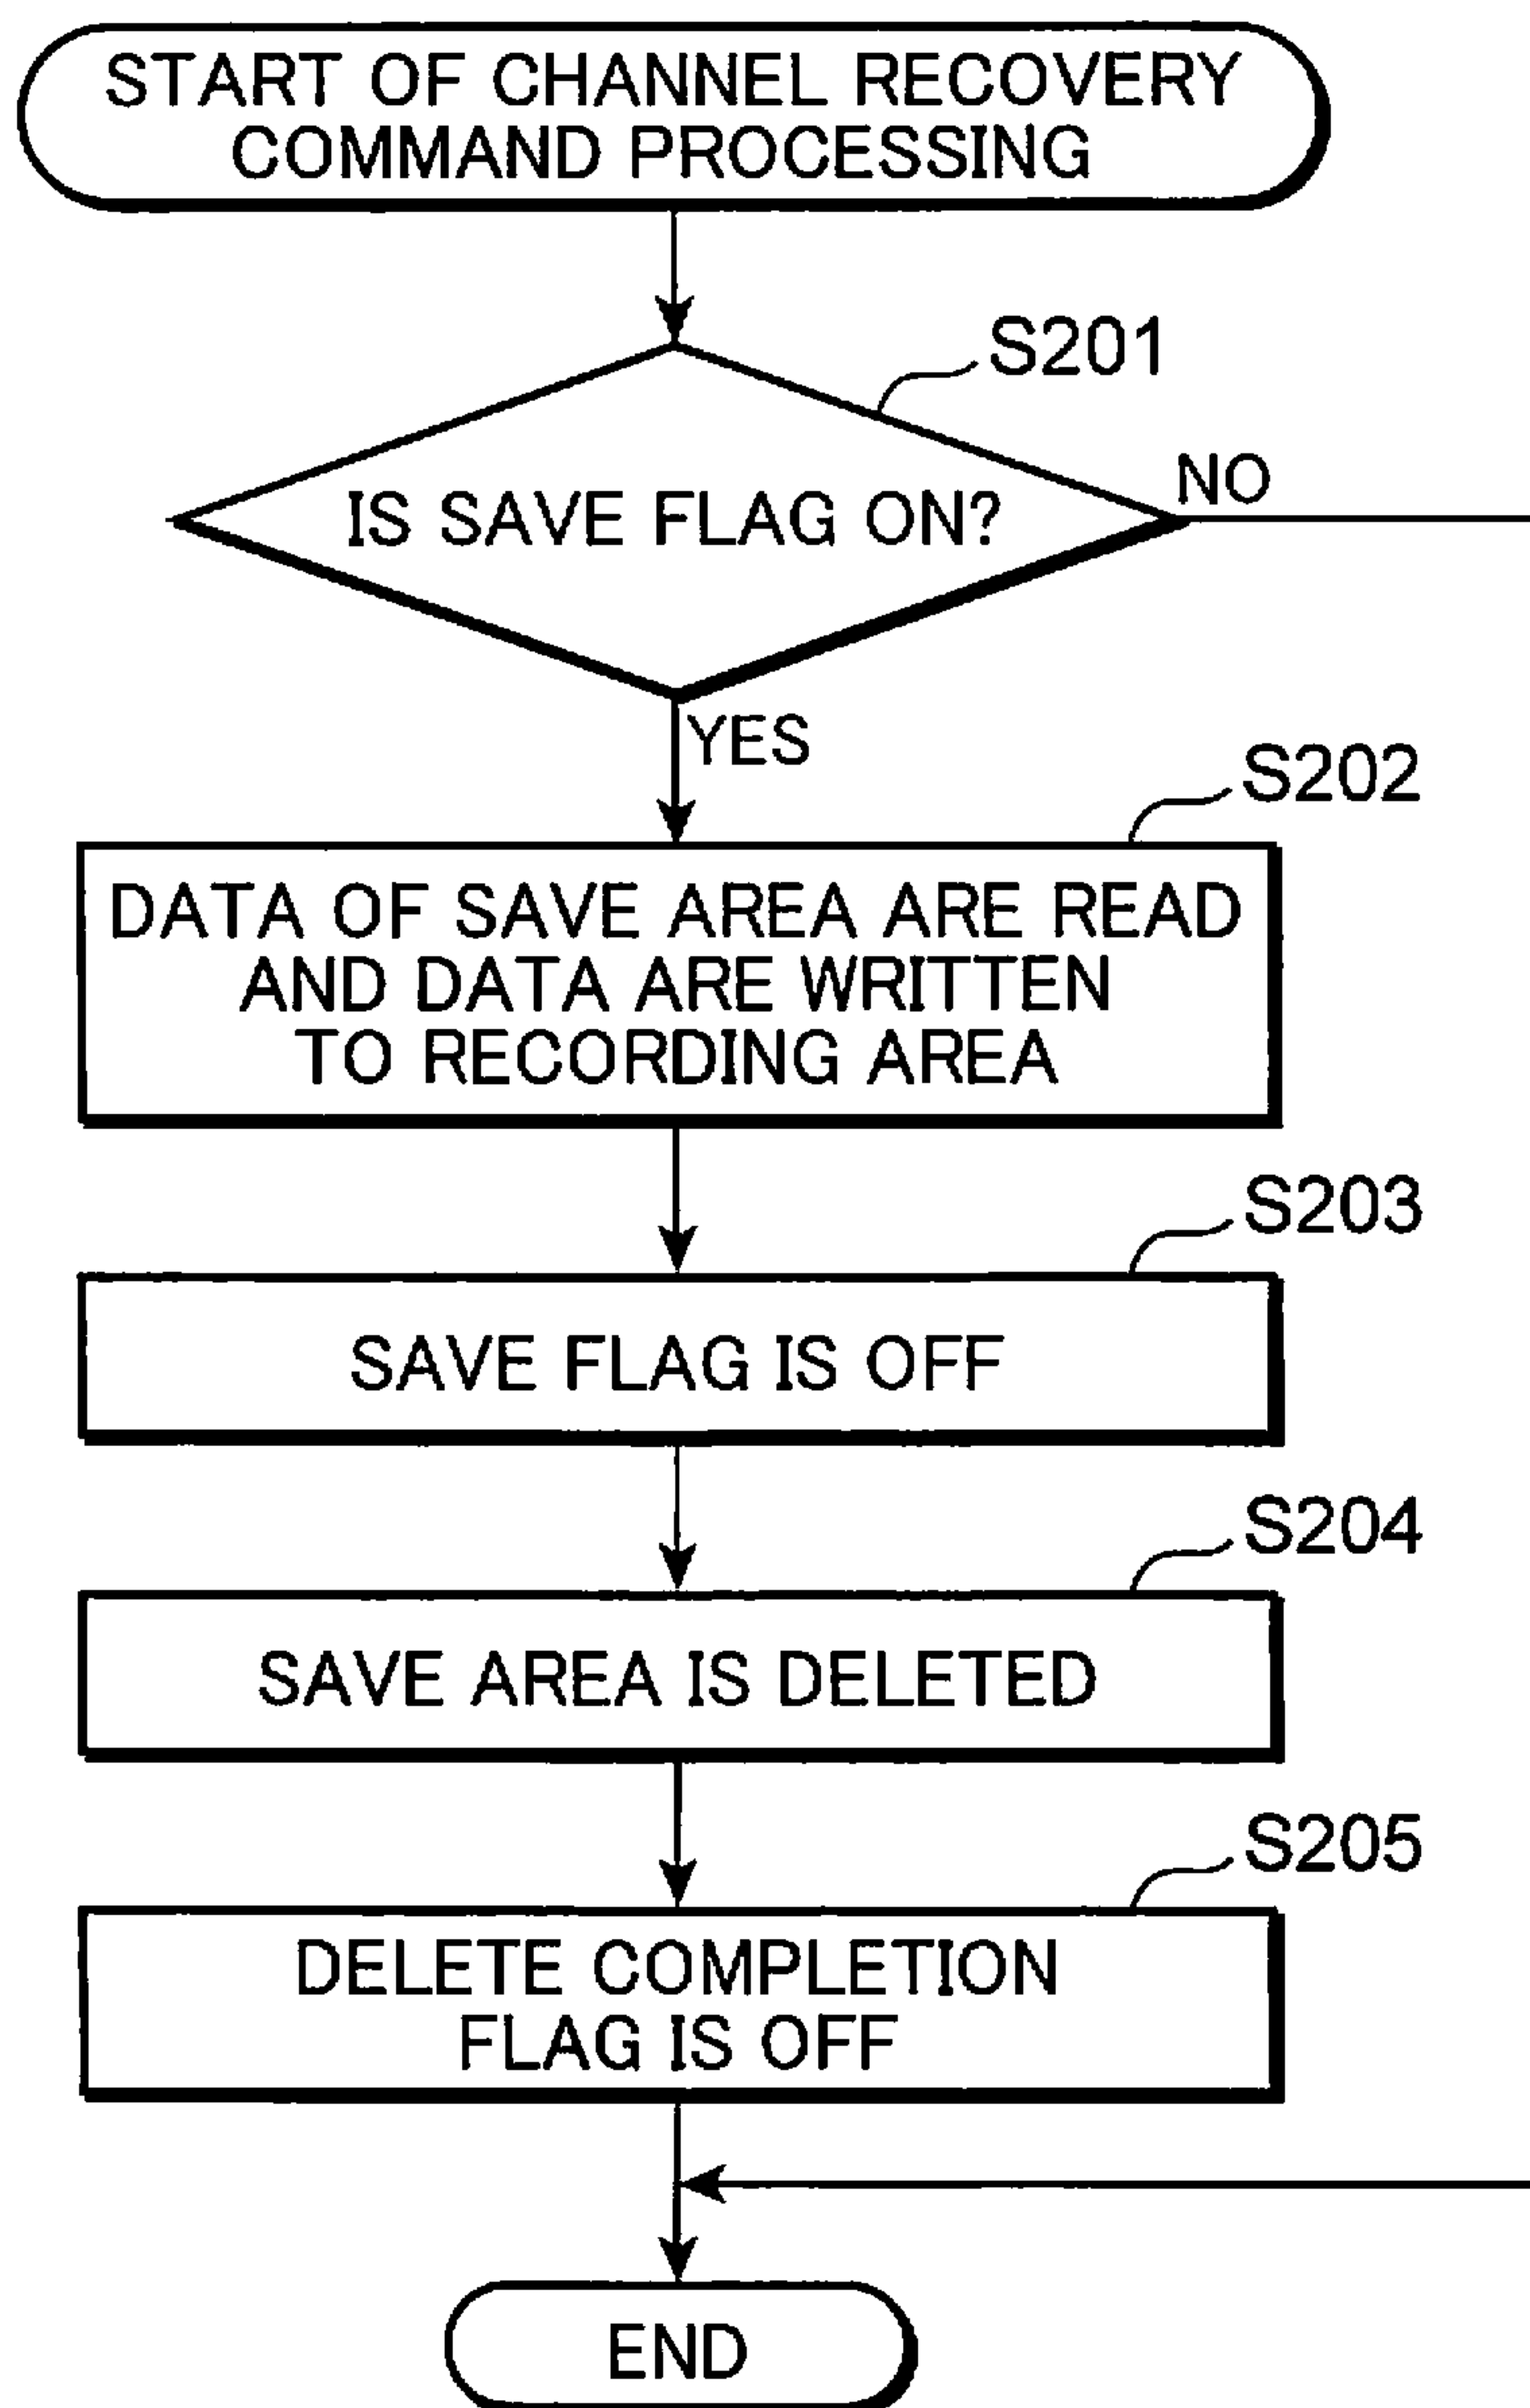 START OF CHANNEL RECOVERY
COMMAND PROCESSING
S201
IS SAVE FLAG ON?
NO
YES
S202
DATA OF SAVE AREA ARE READ
AND DATA ARE WRITTEN
TO RECORDING AREA
S203
SAVE FLAG IS OFF
S204
SAVE AREA IS DELETED
S205
DELETE COMPLETION
FLAG IS OFF
END